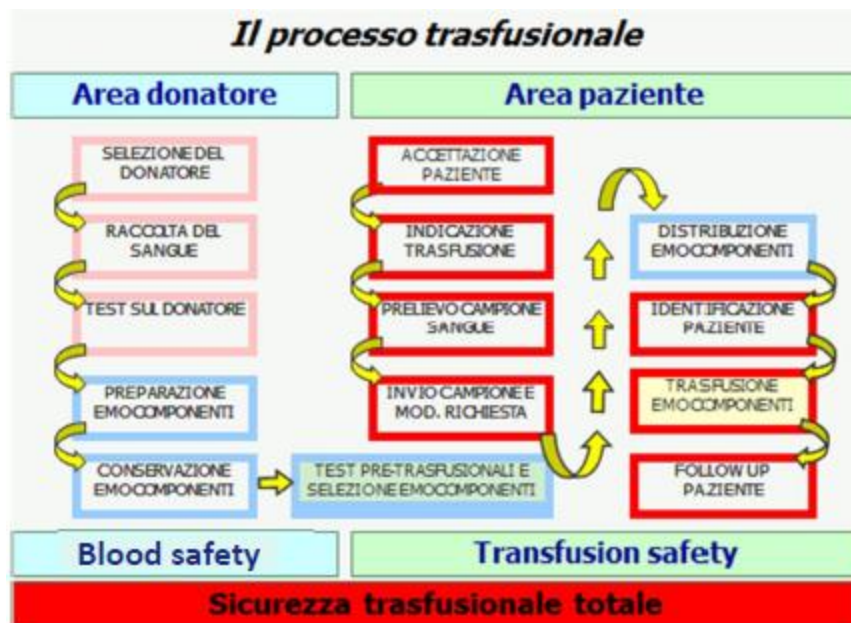 Il processo trasfusionale
Area donatore
Area paziente
SELEZIONE DEL
DONATORE
RACCOLTA DEL
SANGUE
TEST SUL DONATORE
PREPARAZIONE
EMOCOMPONENTI
CONSERVAZIONE
EMOCOMPONENTI
TEST PRE-TRASFUSIONALI E
SELEZIONE EMOCOMPONENTI
ACCETTAZIONE
PAZIENTE
INDICAZIONE
TRASFUSIONE
PRELIEVO CAMPIONE
SANGUE
INVIO CAMPIONE E
MOD. RICHIESTA
DISTRIBUZIONE
EMOCOMPONENTI
IDENTIFICAZIONE
PAZIENTE
TRASFUSIONE
EMOCOMPONENTI
FOLLOW UP
PAZIENTE
Blood safety
Transfusion safety
Sicurezza trasfusionale totale